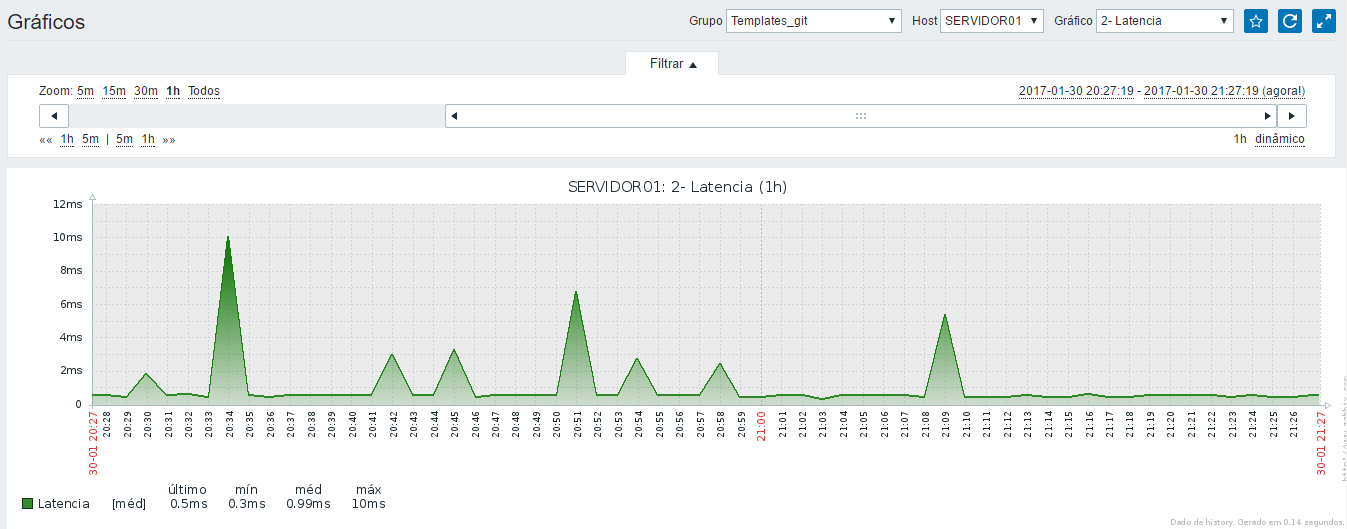 Gráficos Grupo Templates_git Host SERVIDOR01 Gráfico 2- Latencia
Filtrar
Zoom: 5m 15m 30m 1h Todos 2017-01-30 20:27:19 - 2017-01-30 21:27:19 (agora!)
«« 1h 5m | 5m 1h »» 1h dinâmico
SERVIDOR01: 2- Latencia (1h)
12ms
10ms
8ms
6ms
4ms
2ms
0
30-01 20:27 20:28 20:29 20:30 20:31 20:32 20:33 20:34 20:35 20:36 20:37 20:38 20:39 20:40 20:41 20:42 20:43 20:44 20:45 20:46 20:47 20:48 20:49 20:50 20:51 20:52 20:53 20:54 20:55 20:56 20:57 20:58 20:59 21:00 21:01 21:02 21:03 21:04 21:05 21:06 21:07 21:08 21:09 21:10 21:11 21:12 21:13 21:14 21:15 21:16 21:17 21:18 21:19 21:20 21:21 21:22 21:23 21:24 21:25 21:26 30-01 21:27
último mín méd máx
Latencia [méd] 0.5ms 0.3ms 0.99ms 10ms
Dado de history. Gerado em 0.14 segundos.